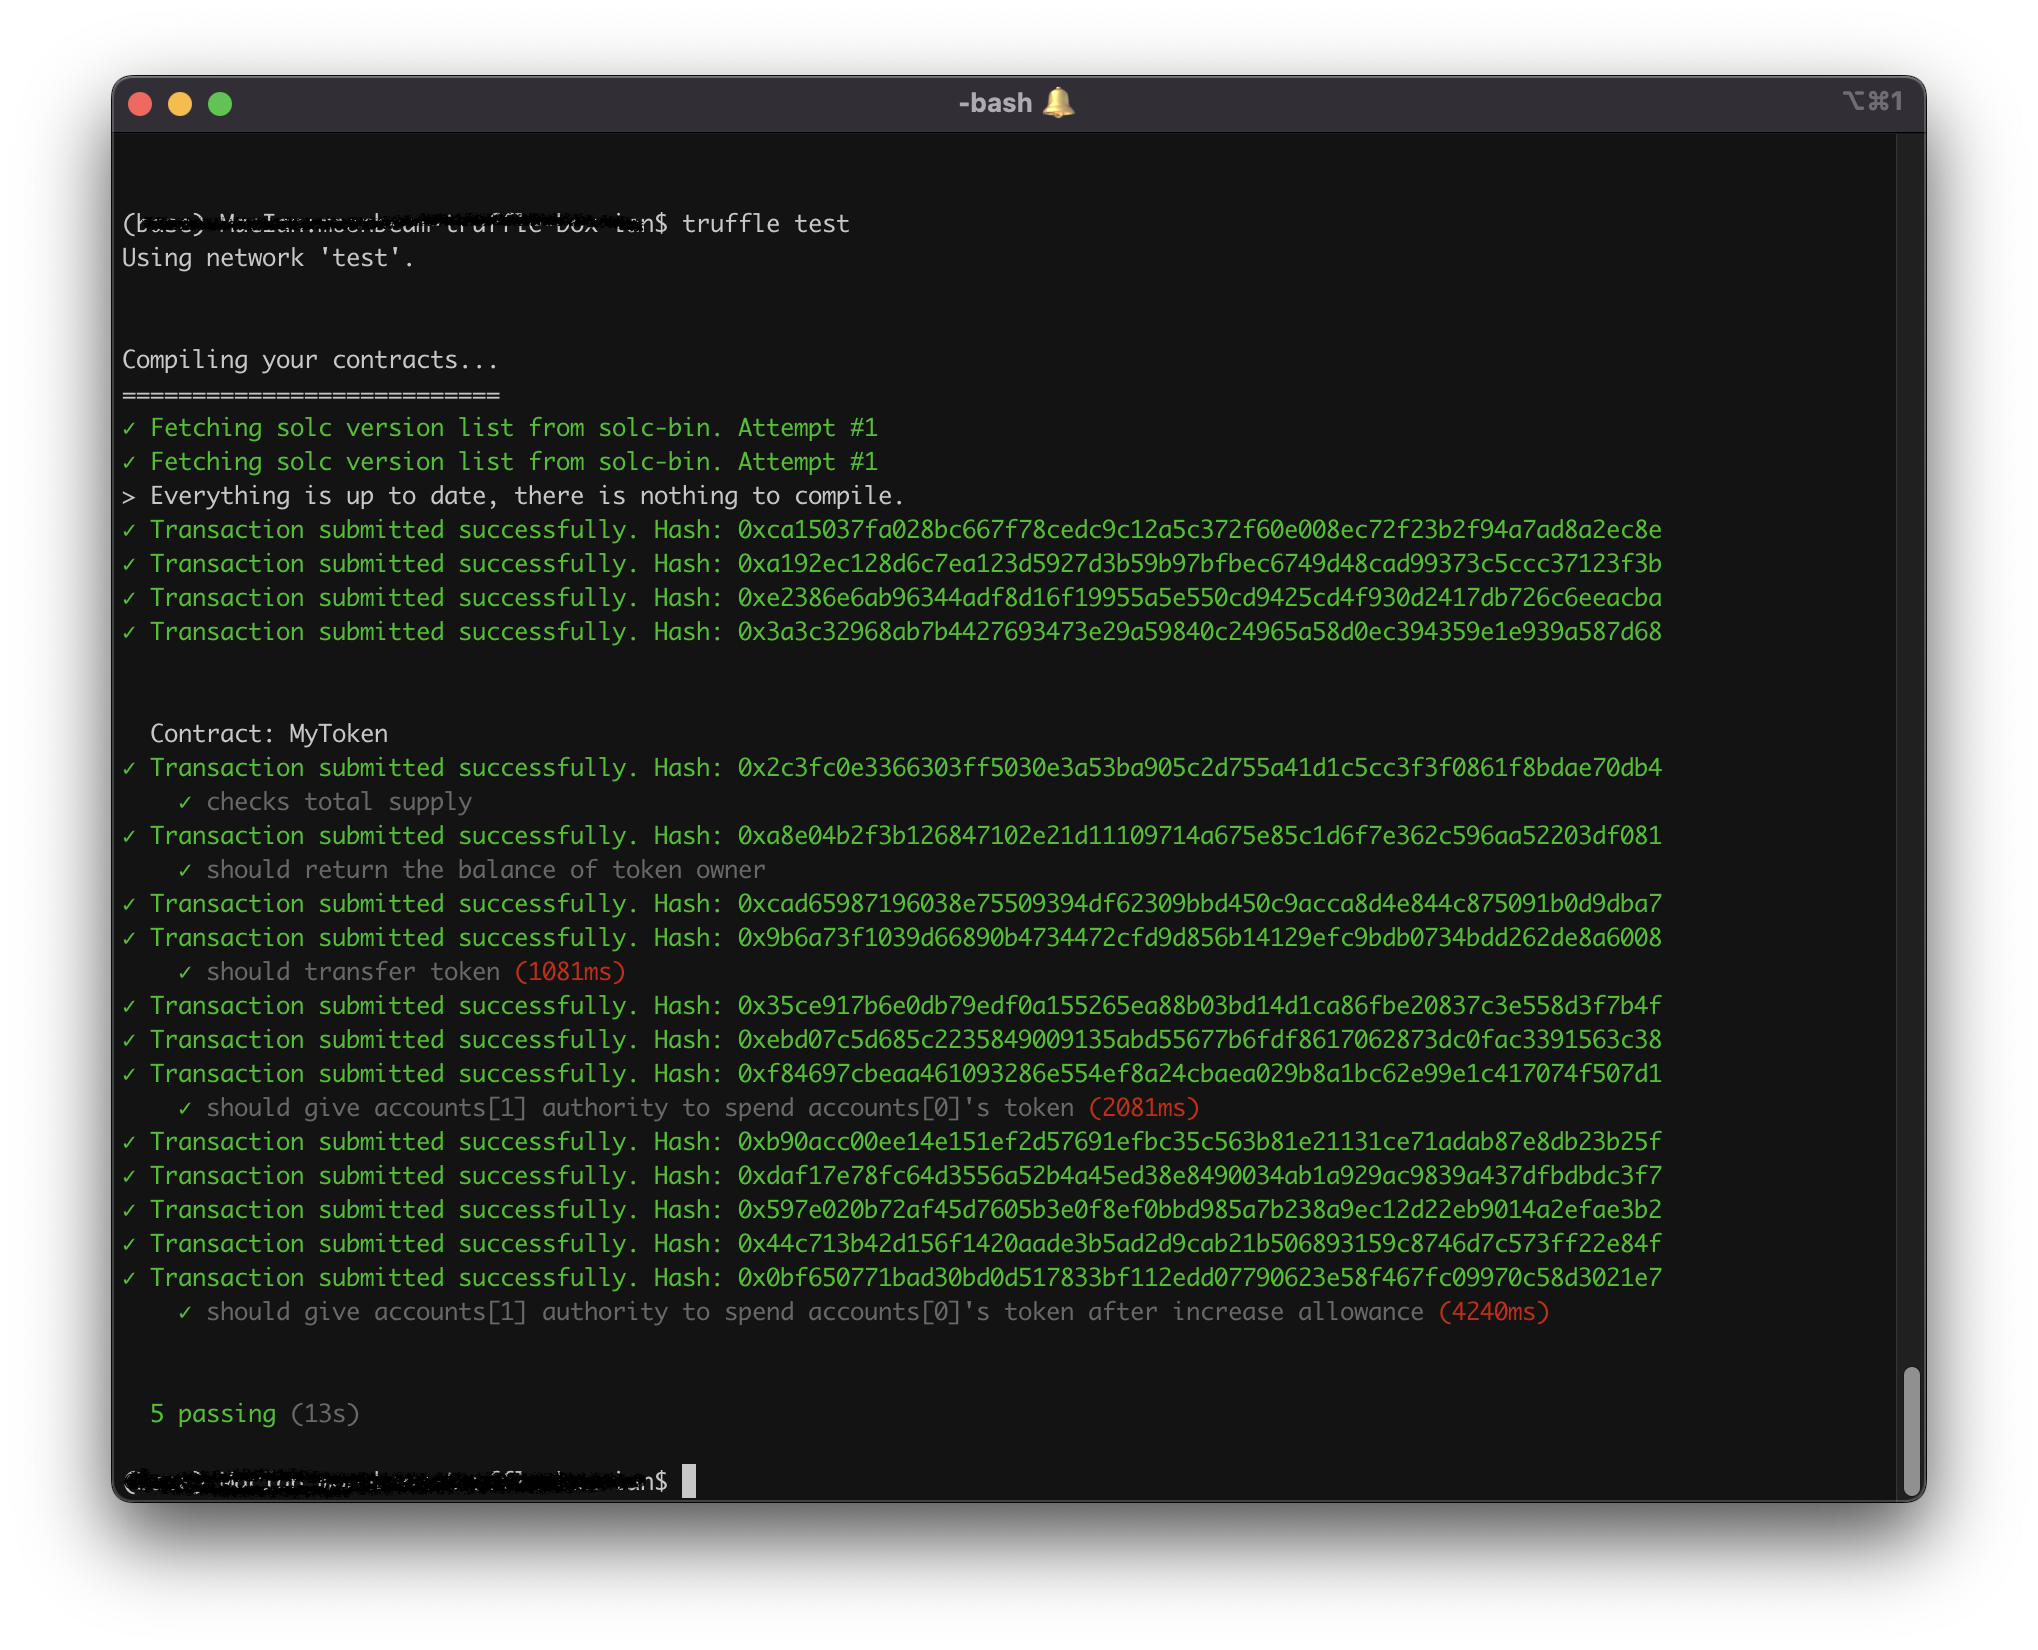 -bash 🔔
⌥⌘1
$ truffle test
Using network 'test'.
Compiling your contracts...
===========================
✓ Fetching solc version list from solc-bin. Attempt #1
✓ Fetching solc version list from solc-bin. Attempt #1
> Everything is up to date, there is nothing to compile.
✓ Transaction submitted successfully. Hash: 0xca15037fa028bc667f78cedc9c12a5c372f60e008ec72f23b2f94a7ad8a2ec8e
✓ Transaction submitted successfully. Hash: 0xa192ec128d6c7ea123d5927d3b59b97bfbec6749d48cad99373c5ccc37123f3b
✓ Transaction submitted successfully. Hash: 0xe2386e6ab96344adf8d16f19955a5e550cd9425cd4f930d2417db726c6eeacba
✓ Transaction submitted successfully. Hash: 0x3a3c32968ab7b4427693473e29a59840c24965a58d0ec394359e1e939a587d68
Contract: MyToken
✓ Transaction submitted successfully. Hash: 0x2c3fc0e3366303ff5030e3a53ba905c2d755a41d1c5cc3f3f0861f8bdae70db4
✓ checks total supply
✓ Transaction submitted successfully. Hash: 0xa8e04b2f3b126847102e21d11109714a675e85c1d6f7e362c596aa52203df081
✓ should return the balance of token owner
✓ Transaction submitted successfully. Hash: 0xcad65987196038e75509394df62309bbd450c9acca8d4e844c875091b0d9dba7
✓ Transaction submitted successfully. Hash: 0x9b6a73f1039d66890b4734472cfd9d856b14129efc9bdb0734bdd262de8a6008
✓ should transfer token (1081ms)
✓ Transaction submitted successfully. Hash: 0x35ce917b6e0db79edf0a155265ea88b03bd14d1ca86fbe20837c3e558d3f7b4f
✓ Transaction submitted successfully. Hash: 0xebd07c5d685c2235849009135abd55677b6fdf8617062873dc0fac3391563c38
✓ Transaction submitted successfully. Hash: 0xf84697cbeaa461093286e554ef8a24cbaea029b8a1bc62e99e1c417074f507d1
✓ should give accounts[1] authority to spend accounts[0]'s token (2081ms)
✓ Transaction submitted successfully. Hash: 0xb90acc00ee14e151ef2d57691efbc35c563b81e21131ce71adab87e8db23b25f
✓ Transaction submitted successfully. Hash: 0xdaf17e78fc64d3556a52b4a45ed38e8490034ab1a929ac9839a437dfbdbdc3f7
✓ Transaction submitted successfully. Hash: 0x597e020b72af45d7605b3e0f8ef0bbd985a7b238a9ec12d22eb9014a2efae3b2
✓ Transaction submitted successfully. Hash: 0x44c713b42d156f1420aade3b5ad2d9cab21b506893159c8746d7c573ff22e84f
✓ Transaction submitted successfully. Hash: 0x0bf650771bad30bd0d517833bf112edd07790623e58f467fc09970c58d3021e7
✓ should give accounts[1] authority to spend accounts[0]'s token after increase allowance (4240ms)
5 passing (13s)
$